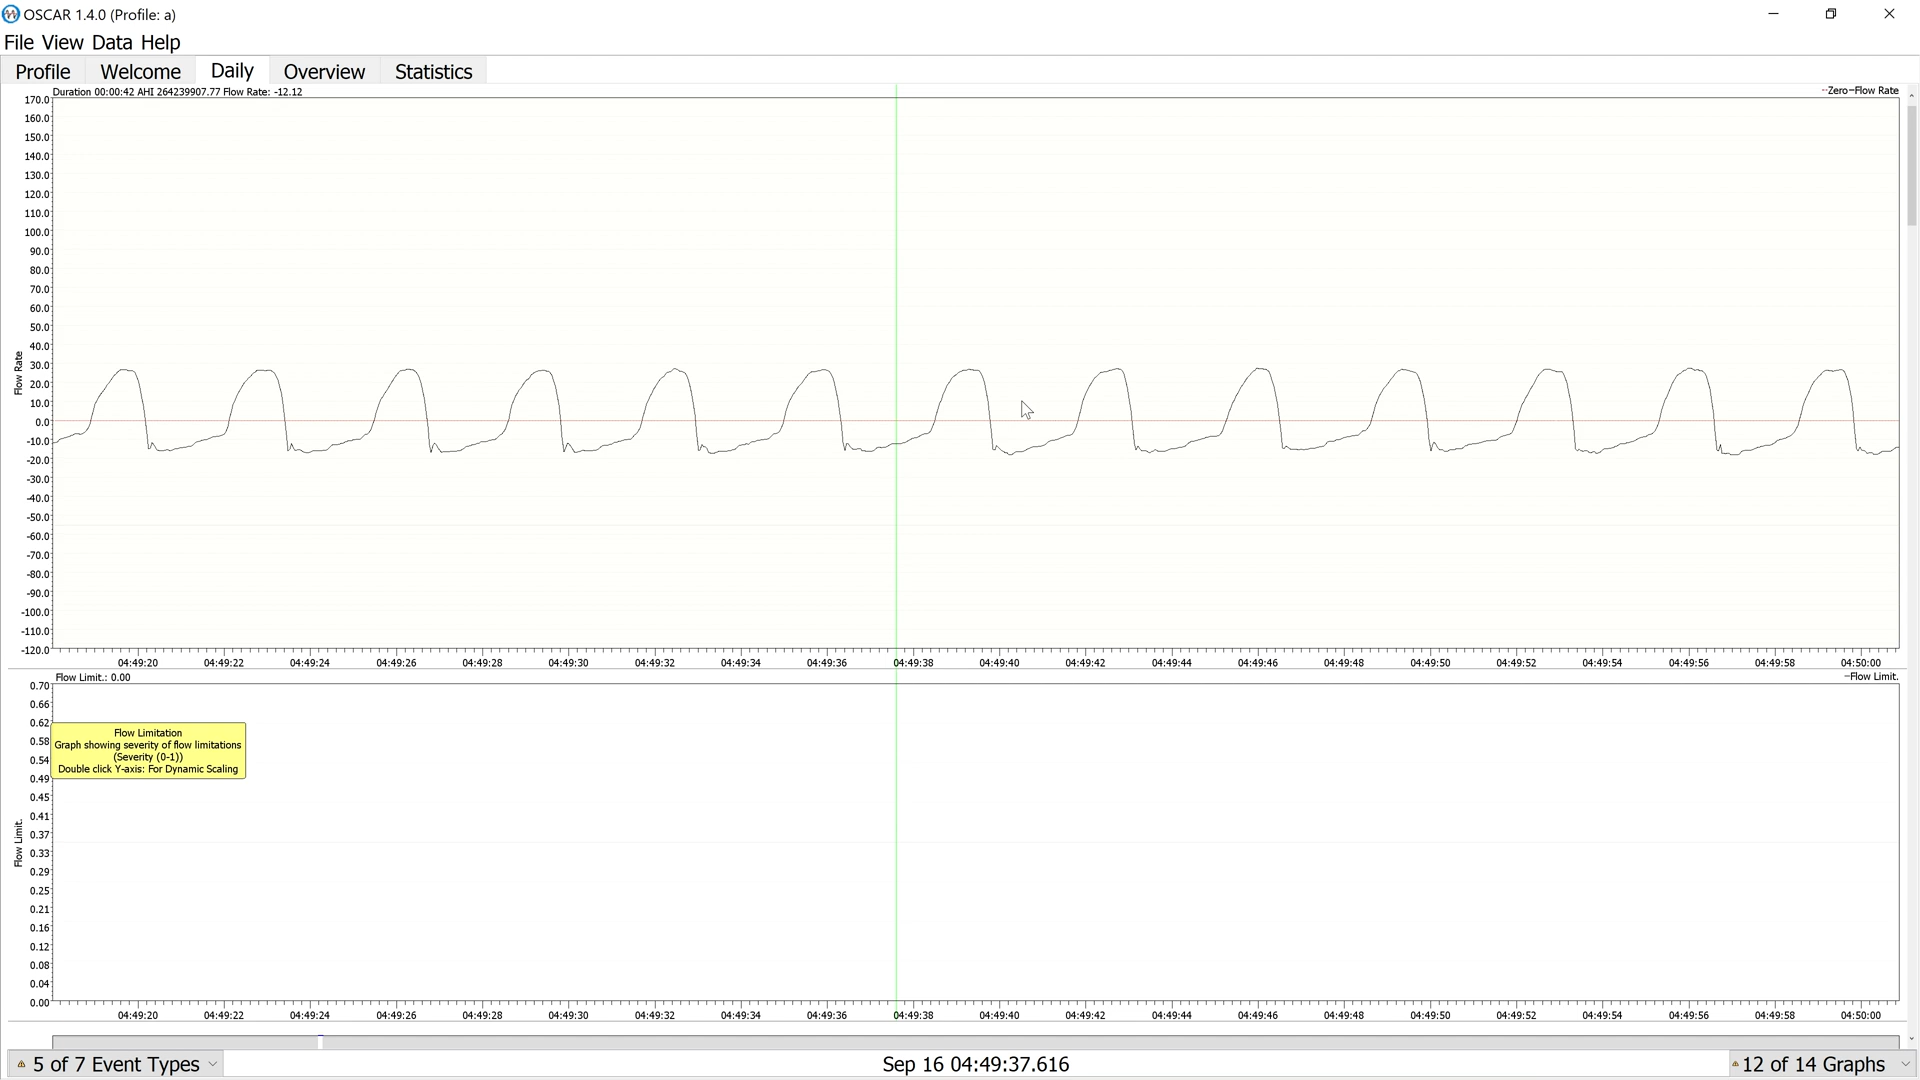 OSCAR 1.4.0 (Profile: a)
File View Data Help
Profile Welcome Daily Overview Statistics
Duration 00:00:42 AHI 264239907.77 Flow Rate: -12.12
--Zero−Flow Rate
170.0
160.0
150.0
140.0
130.0
120.0
110.0
100.0
90.0
80.0
70.0
60.0
50.0
40.0
30.0
20.0
10.0
0.0
-10.0
-20.0
-30.0
-40.0
-50.0
-60.0
-70.0
-80.0
-90.0
-100.0
-110.0
-120.0
Flow Rate
04:49:20 04:49:22 04:49:24 04:49:26 04:49:28 04:49:30 04:49:32 04:49:34 04:49:36 04:49:38 04:49:40 04:49:42 04:49:44 04:49:46 04:49:48 04:49:50 04:49:52 04:49:54 04:49:56 04:49:58 04:50:00
Flow Limit.: 0.00
−Flow Limit.
0.70
0.66
0.62
0.58
0.54
0.49
0.45
0.41
0.37
0.33
0.29
0.25
0.21
0.16
0.12
0.08
0.04
0.00
Flow Limit.
Flow Limitation
Graph showing severity of flow limitations
(Severity (0-1))
Double click Y-axis: For Dynamic Scaling
04:49:20 04:49:22 04:49:24 04:49:26 04:49:28 04:49:30 04:49:32 04:49:34 04:49:36 04:49:38 04:49:40 04:49:42 04:49:44 04:49:46 04:49:48 04:49:50 04:49:52 04:49:54 04:49:56 04:49:58 04:50:00
5 of 7 Event Types
Sep 16 04:49:37.616
12 of 14 Graphs